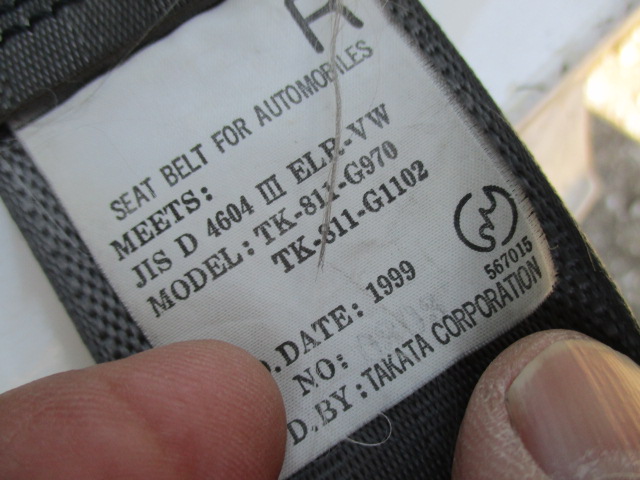 R
SEAT BELT FOR AUTOMOBILES
MEETS:
JIS D 4604 III ELR-VW
MODEL: TK-811-G970
TK-811-G1102
567015
D.DATE: 1999
NO:
D.BY: TAKATA CORPORATION